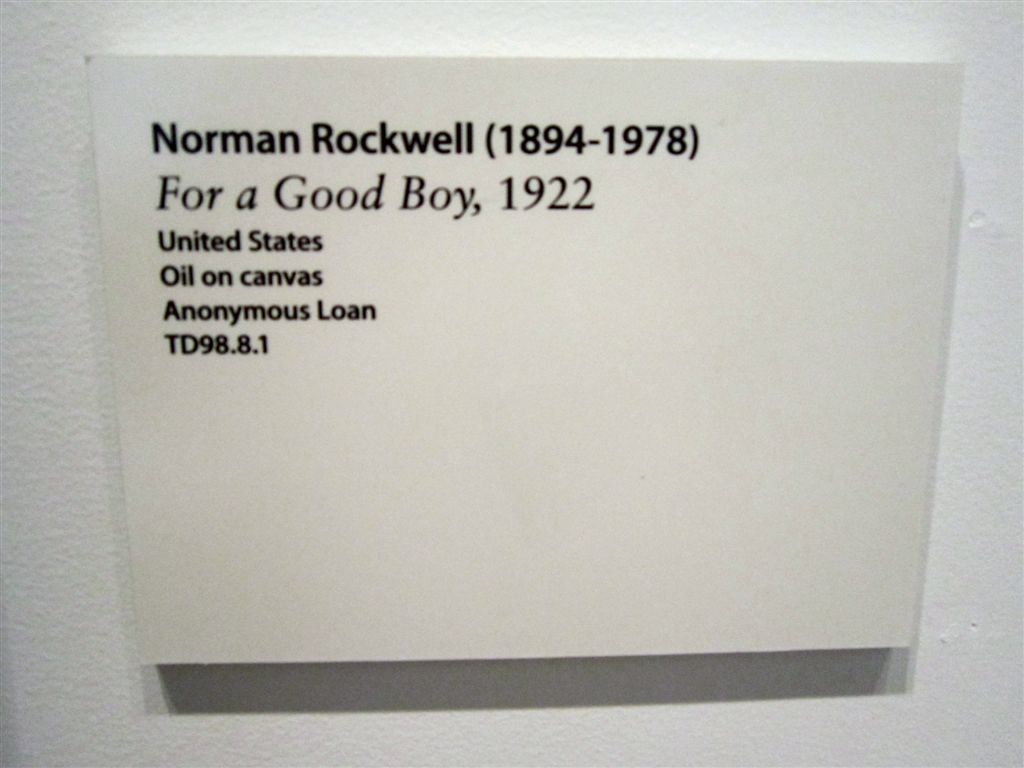 Norman Rockwell (1894-1978)
For a Good Boy, 1922
United States
Oil on canvas
Anonymous Loan
TD98.8.1